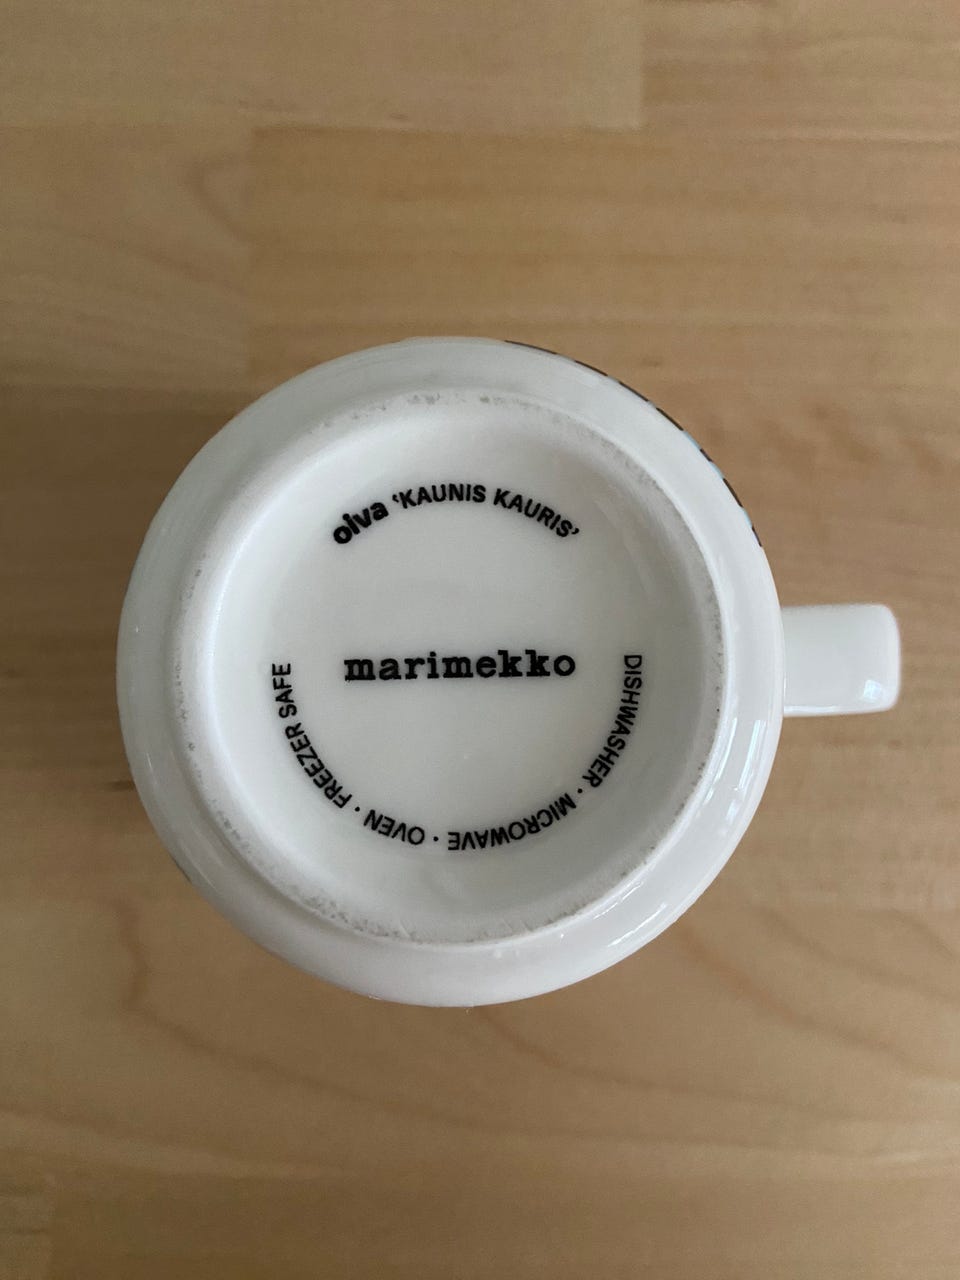 oiva ‘KAUNIS KAURIS’
marimekko
DISHWASHER · MICROWAVE · OVEN · FREEZER SAFE